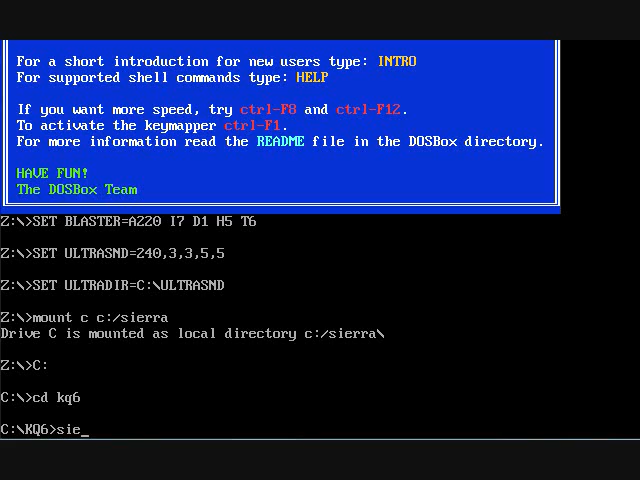 For a short introduction for new users type: INTRO
For supported shell commands type: HELP
If you want more speed, try ctrl-F8 and ctrl-F12.
To activate the keymapper ctrl-F1.
For more information read the README file in the DOSBox directory.
HAVE FUN!
The DOSBox Team
Z:\>SET BLASTER=A220 I7 D1 H5 T6
Z:\>SET ULTRASND=240,3,3,5,5
Z:\>SET ULTRADIR=C:\ULTRASND
Z:\>mount c c:/sierra
Drive C is mounted as local directory c:/sierra\
Z:\>C:
C:\>cd kq6
C:\KQ6>sie_